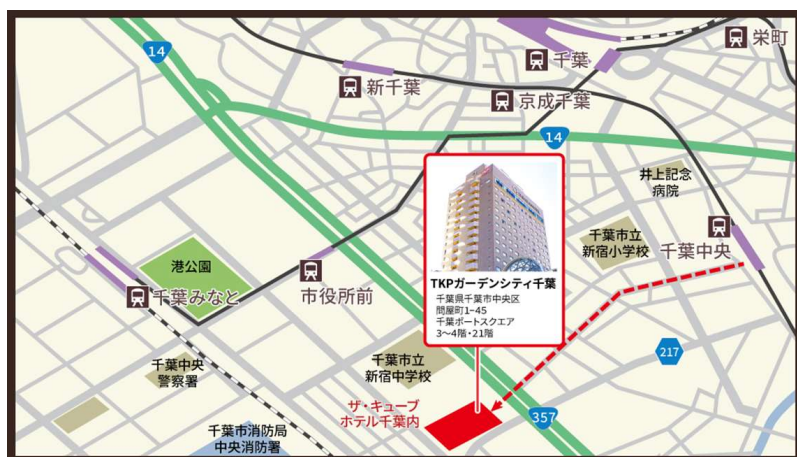 14
栄町
千葉
新千葉
京成千葉
14
井上記念
病院
千葉市立
新宿小学校
千葉中央
TKPガーデンシティ千葉
千葉県千葉市中央区
問屋町1-45
千葉ポートスクエア
3～4階・21階
港公園
千葉みなと
市役所前
217
千葉市立
新宿中学校
千葉中央
警察署
ザ・キューブ
ホテル千葉内
357
千葉市消防局
中央消防署